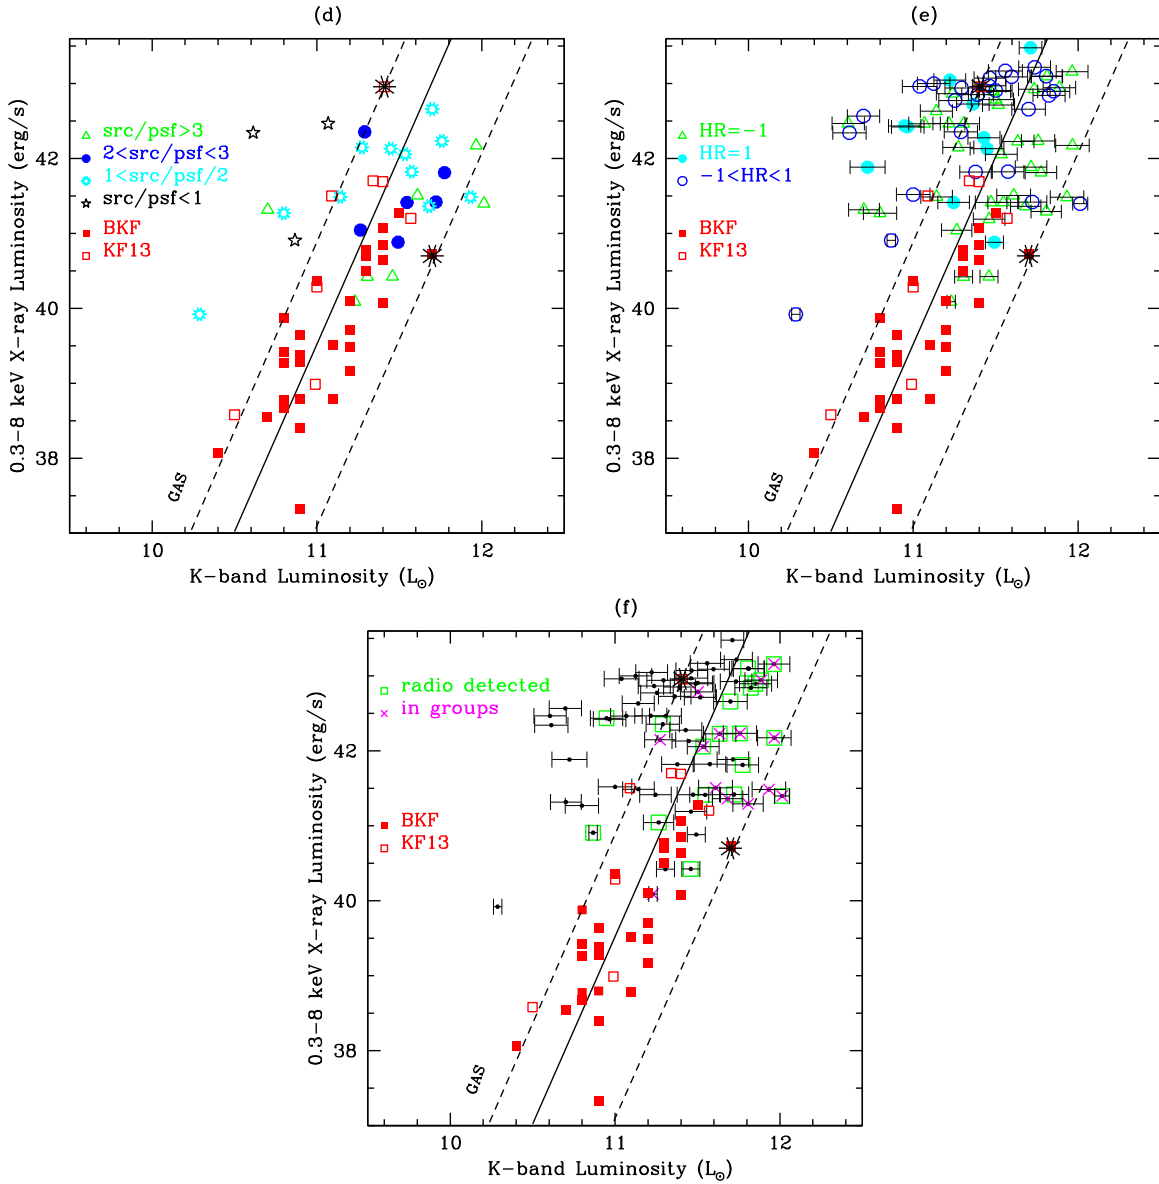 (d)
src/psf>3
2<src/psf<3
1<src/psf/2
src/psf<1
BKF
KF13
GAS
42
40
38
10
11
12
0.3-8 keV X-ray Luminosity (erg/s)
K-band Luminosity (L⊙)
(e)
HR=-1
HR=1
-1<HR<1
BKF
KF13
GAS
42
40
38
10
11
12
0.3-8 keV X-ray Luminosity (erg/s)
K-band Luminosity (L⊙)
(f)
radio detected
in groups
BKF
KF13
GAS
42
40
38
10
11
12
0.3-8 keV X-ray Luminosity (erg/s)
K-band Luminosity (L⊙)